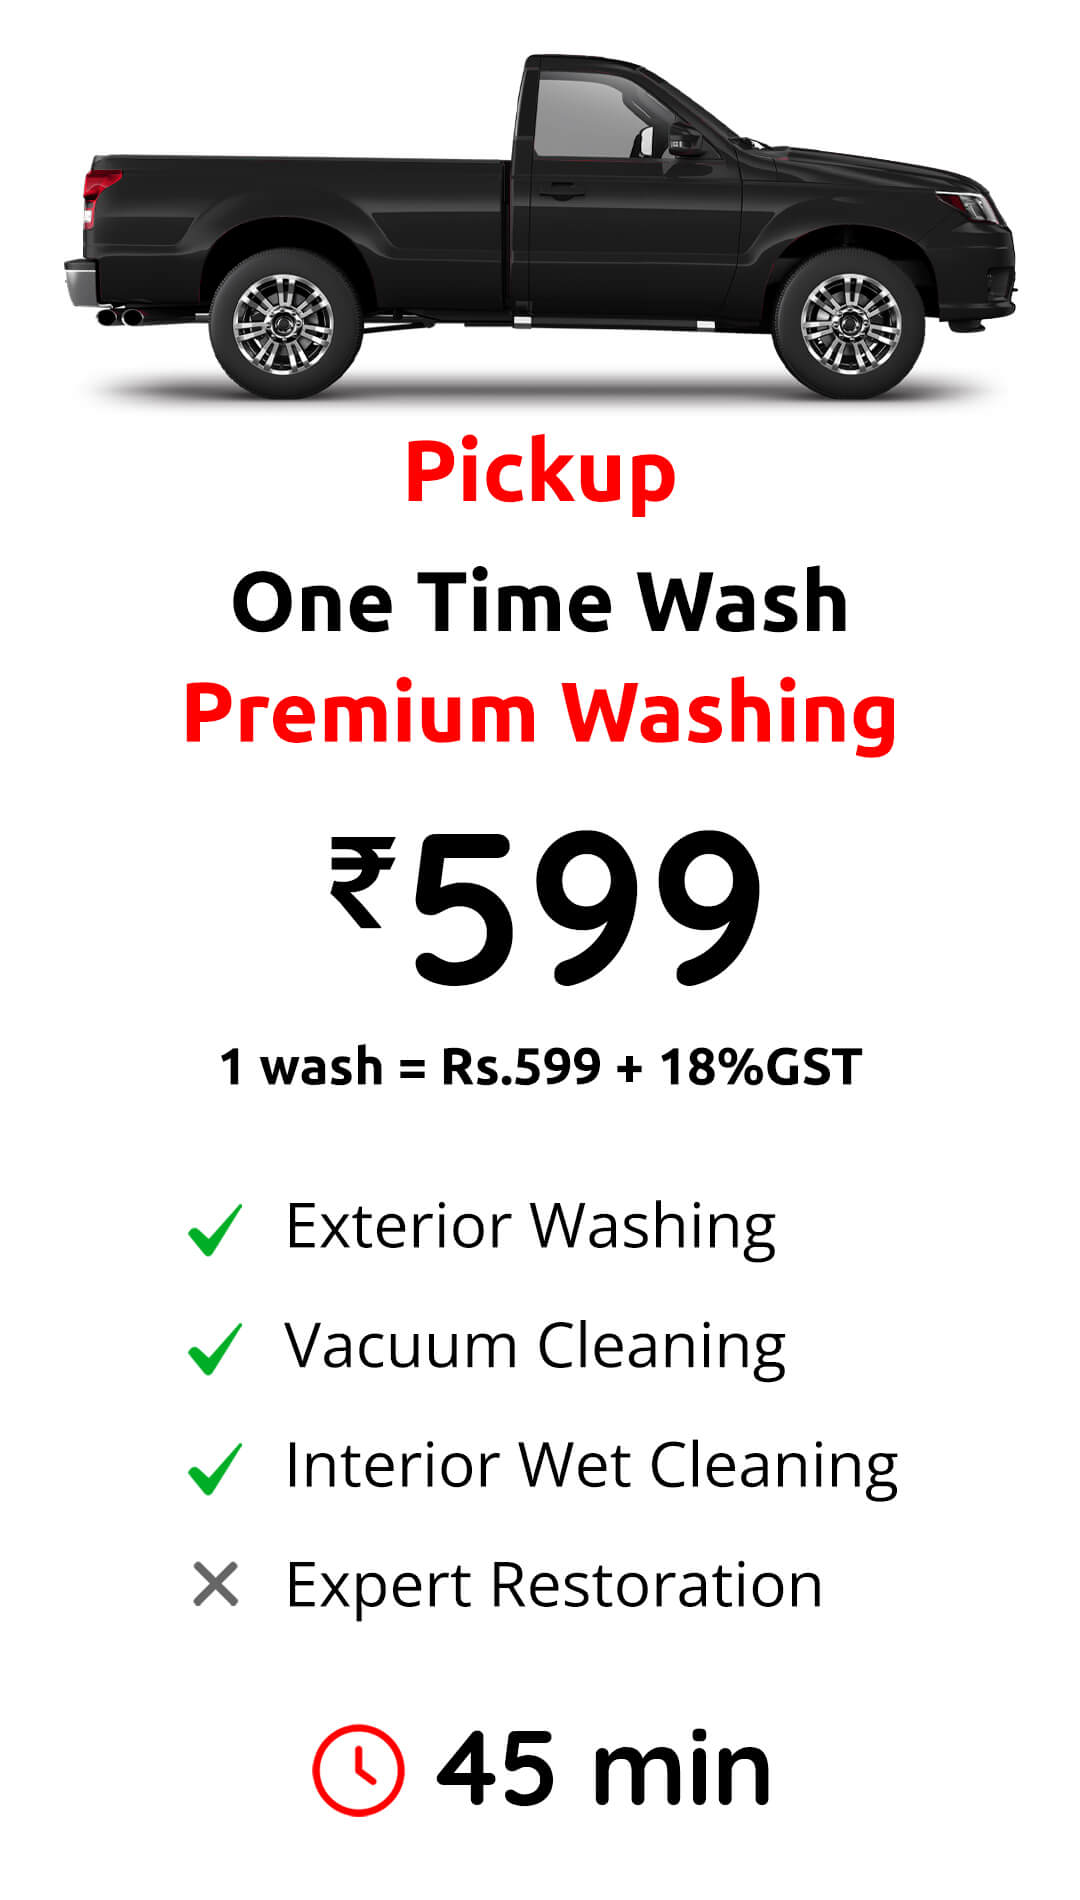 Pickup
One Time Wash
Premium Washing
₹599
1 wash = Rs.599 + 18%GST
Exterior Washing
Vacuum Cleaning
Interior Wet Cleaning
Expert Restoration
45 min